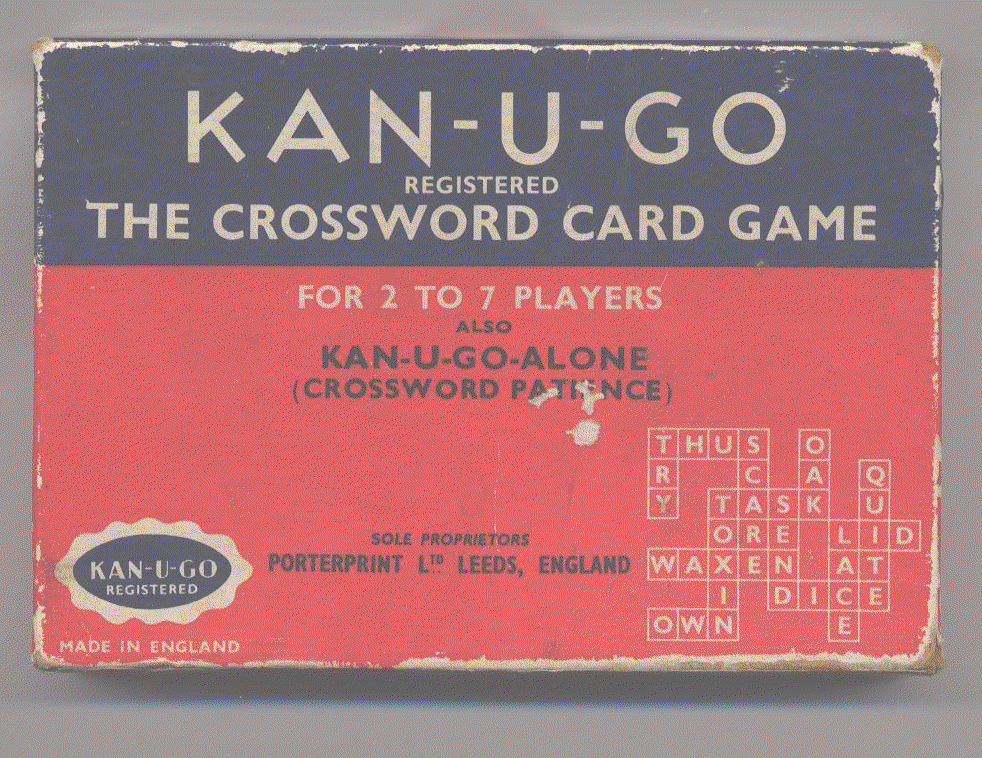 KAN-U-GO
REGISTERED
THE CROSSWORD CARD GAME
FOR 2 TO 7 PLAYERS
ALSO
KAN-U-GO-ALONE
(CROSSWORD PATIENCE)
THUS O
R C A Q
Y TASK U
ORE LID
WAXEN AT
I DICE
OWN E
SOLE PROPRIETORS
PORTERPRINT LTD LEEDS, ENGLAND
KAN-U-GO
REGISTERED
MADE IN ENGLAND